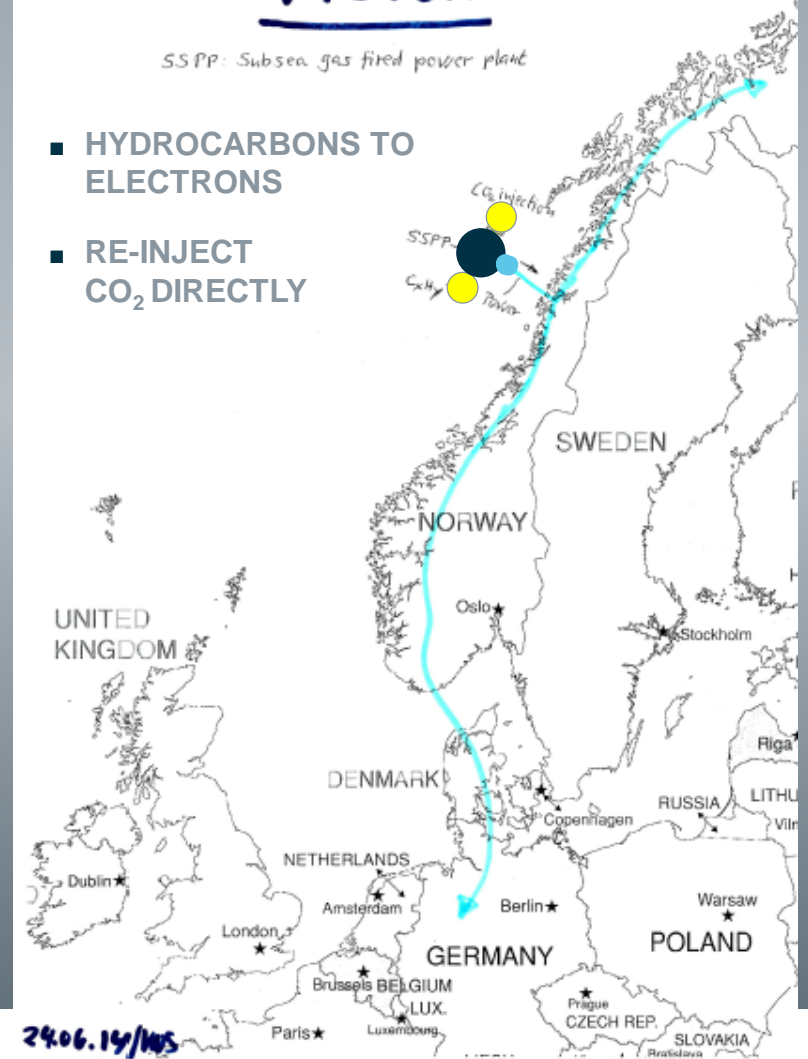 SSPP: Subsea gas fired power plant
■ HYDROCARBONS TO
ELECTRONS
■ RE-INJECT
CO₂ DIRECTLY
CO₂ injection
SSPP
CxHy
Power
SWEDEN
NORWAY
Oslo
Stockholm
UNITED
KINGDOM
Riga
DENMARK
LITHU
RUSSIA
Copenhagen
Viln
NETHERLANDS
Dublin
Amsterdam
Berlin
Warsaw
London
POLAND
GERMANY
Brussels BELGIUM
LUX.
Prague
CZECH REP.
Luxembourg
Paris
SLOVAKIA
Bratislava
24.06.14/